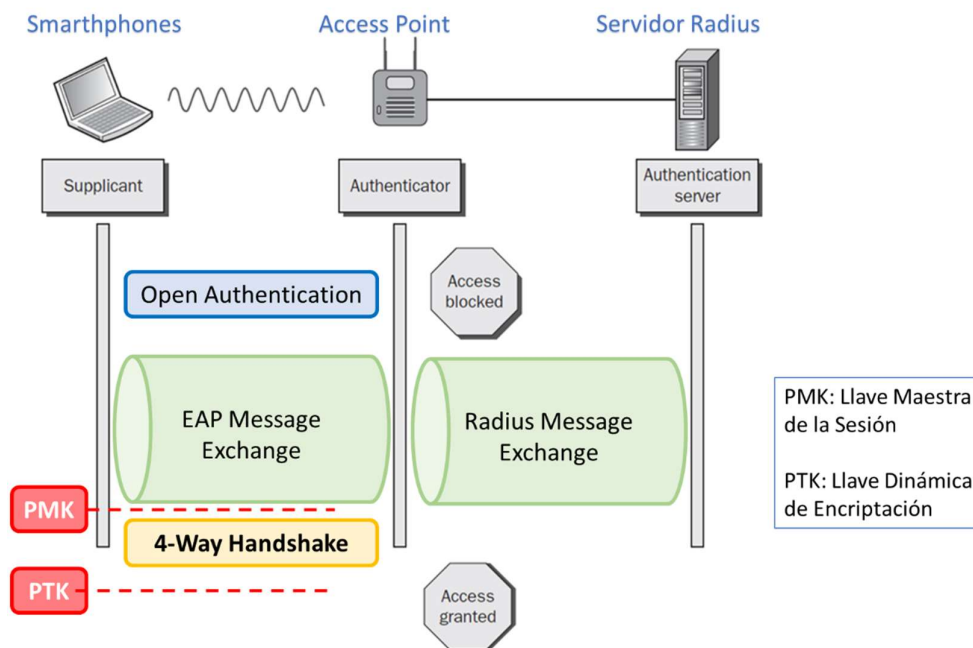 Smarthphones
Access Point
Servidor Radius
Supplicant
Authenticator
Authentication
server
Open Authentication
Access
blocked
EAP Message
Exchange
Radius Message
Exchange
PMK: Llave Maestra
de la Sesión
PTK: Llave Dinámica
de Encriptación
PMK
4-Way Handshake
PTK
Access
granted